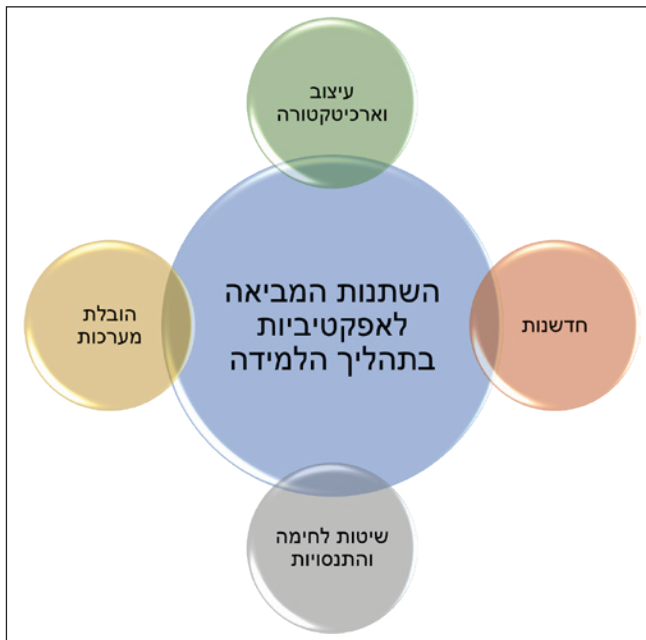 עיצוב
וארכיטקטורה
השתנות המביאה
לאפקטיביות
בתהליך הלמידה
חדשנות
הובלת
מערכות
שיטות לחימה
והתנסויות